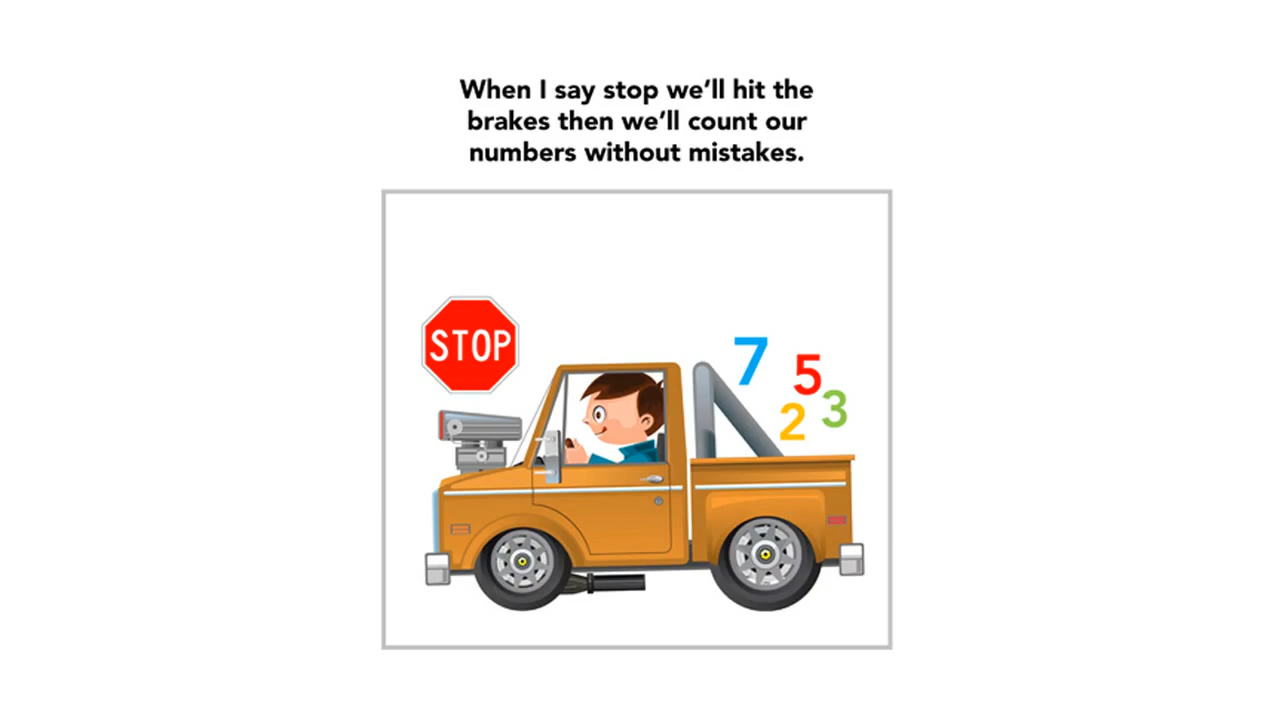 When I say stop we'll hit the
brakes then we'll count our
numbers without mistakes.
STOP
7
5
3
2